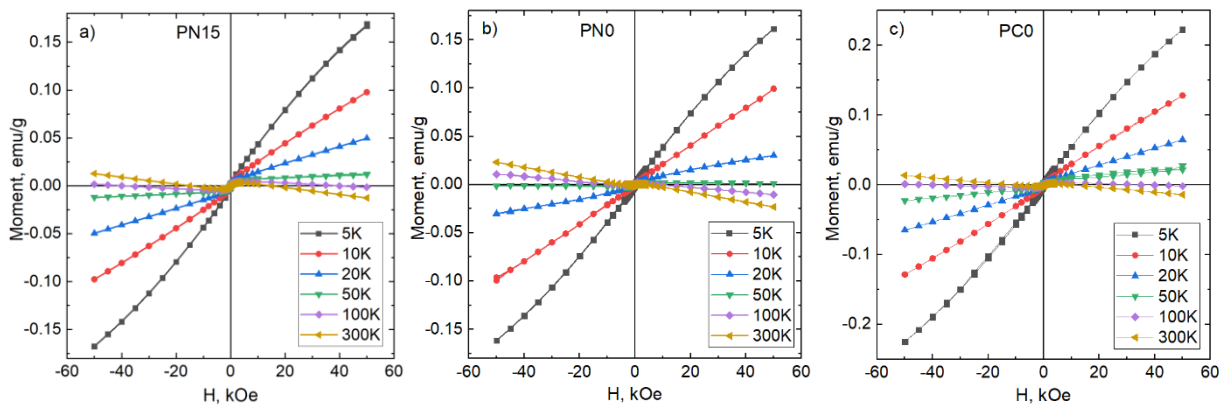 a) PN15
0.15
0.10
0.05
0.00
-0.05
-0.10
-0.15
Moment, emu/g
-60 -40 -20 0 20 40 60
H, kOe
5K
10K
20K
50K
100K
300K
b) PN0
0.15
0.10
0.05
0.00
-0.05
-0.10
-0.15
Moment, emu/g
-60 -40 -20 0 20 40 60
H, kOe
5K
10K
20K
50K
100K
300K
c) PC0
0.2
0.1
0.0
-0.1
-0.2
Moment, emu/g
-60 -40 -20 0 20 40 60
H, kOe
5K
10K
20K
50K
100K
300K